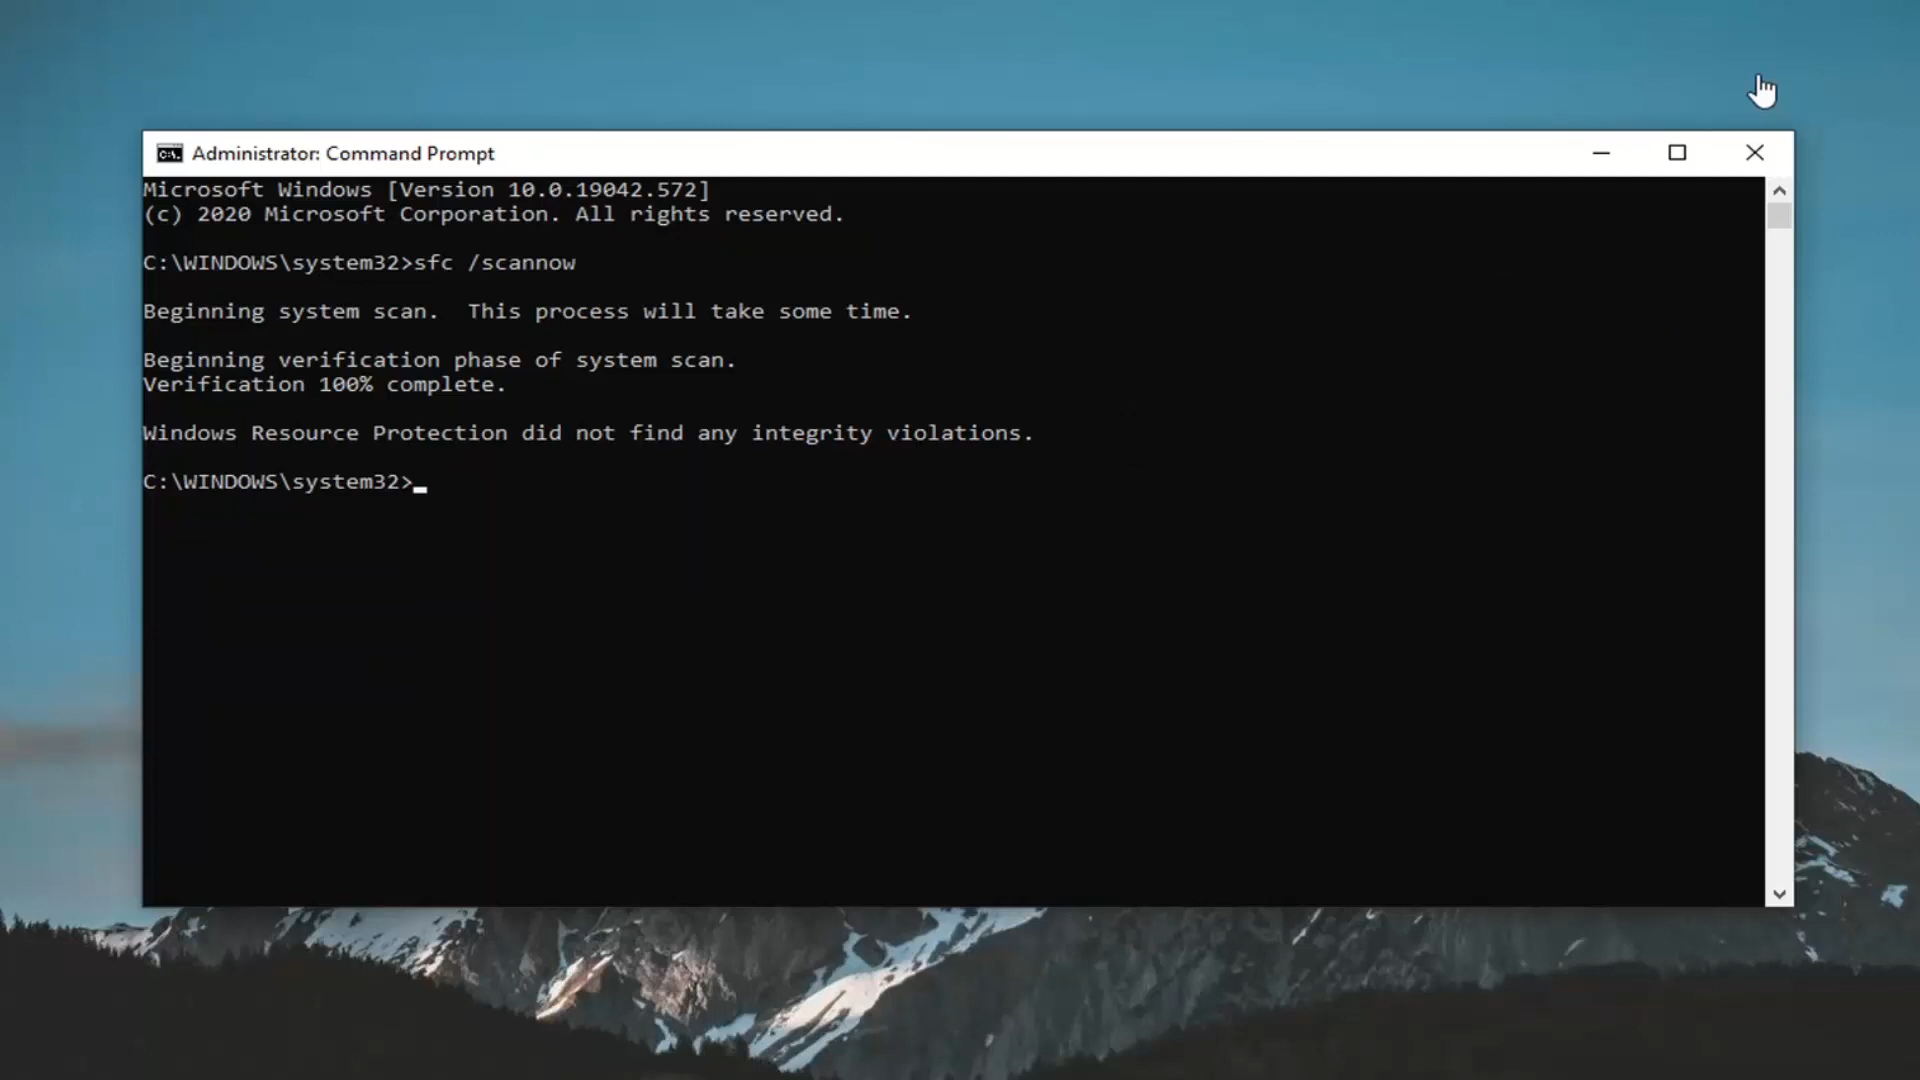 Administrator: Command Prompt
Microsoft Windows [Version 10.0.19042.572]
(c) 2020 Microsoft Corporation. All rights reserved.
C:\WINDOWS\system32>sfc /scannow
Beginning system scan.  This process will take some time.
Beginning verification phase of system scan.
Verification 100% complete.
Windows Resource Protection did not find any integrity violations.
C:\WINDOWS\system32>